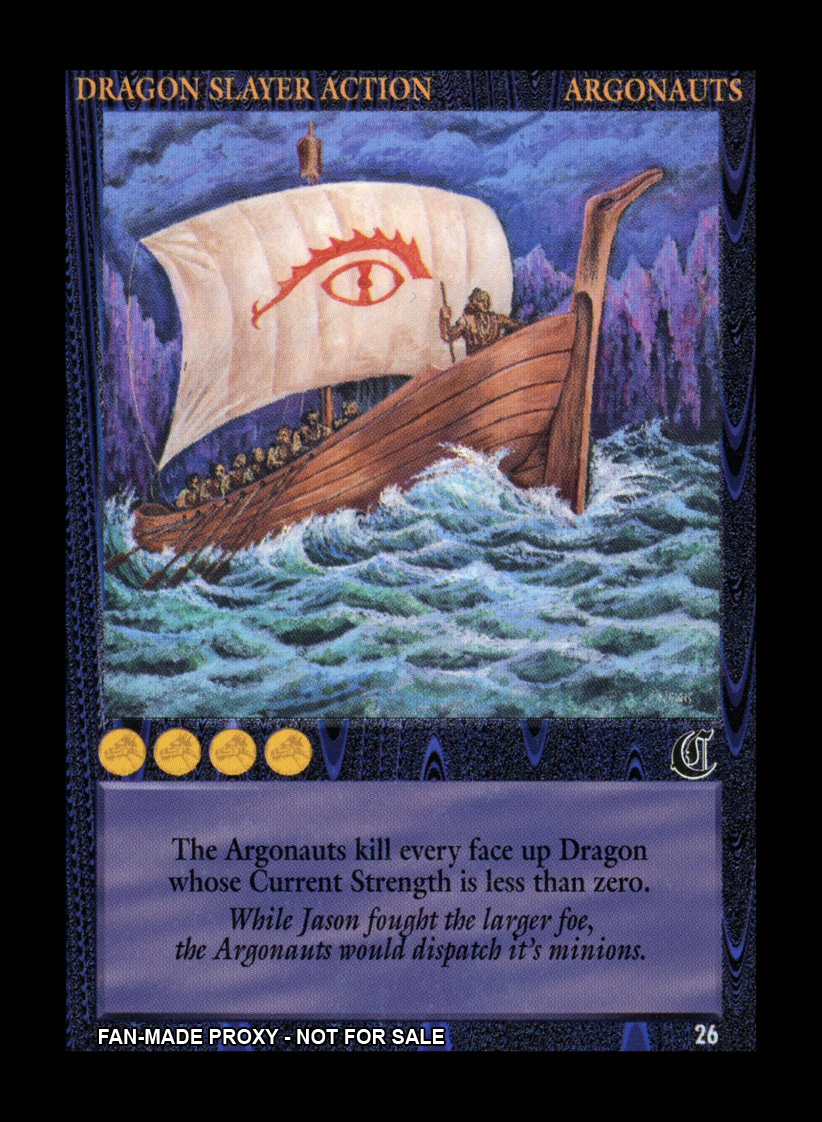 DRAGON SLAYER ACTION ARGONAUTS
C
The Argonauts kill every face up Dragon
whose Current Strength is less than zero.
While Jason fought the larger foe,
the Argonauts would dispatch it's minions.
FAN-MADE PROXY - NOT FOR SALE 26